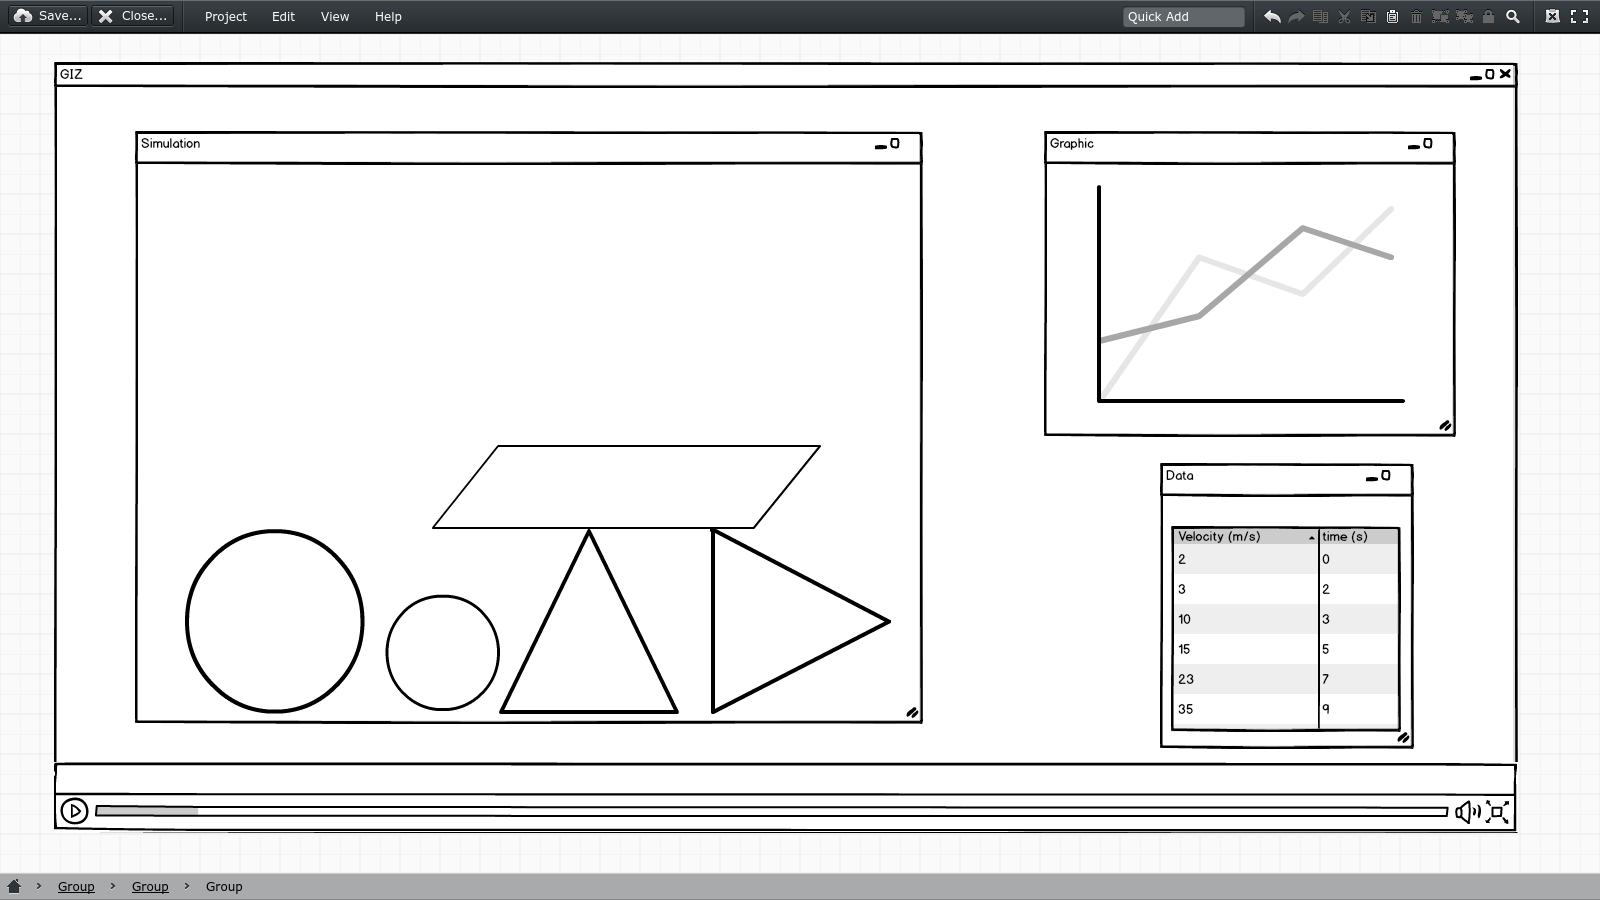 Save... Close... Project Edit View Help Quick Add
GIZ
Simulation
Graphic
Data
Velocity (m/s) time (s)
2 0
3 2
10 3
15 5
23 7
35 9
Group Group Group